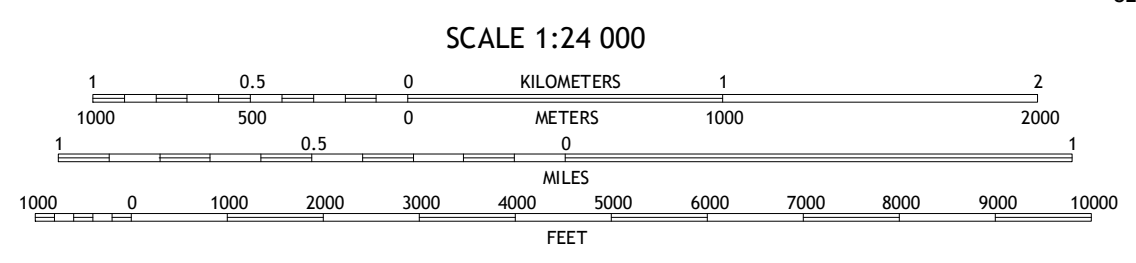 SCALE 1:24 000
1 0.5 0 KILOMETERS 1 2
1000 500 0 METERS 1000 2000
1 0.5 0 1
MILES
1000 0 1000 2000 3000 4000 5000 6000 7000 8000 9000 10000
FEET